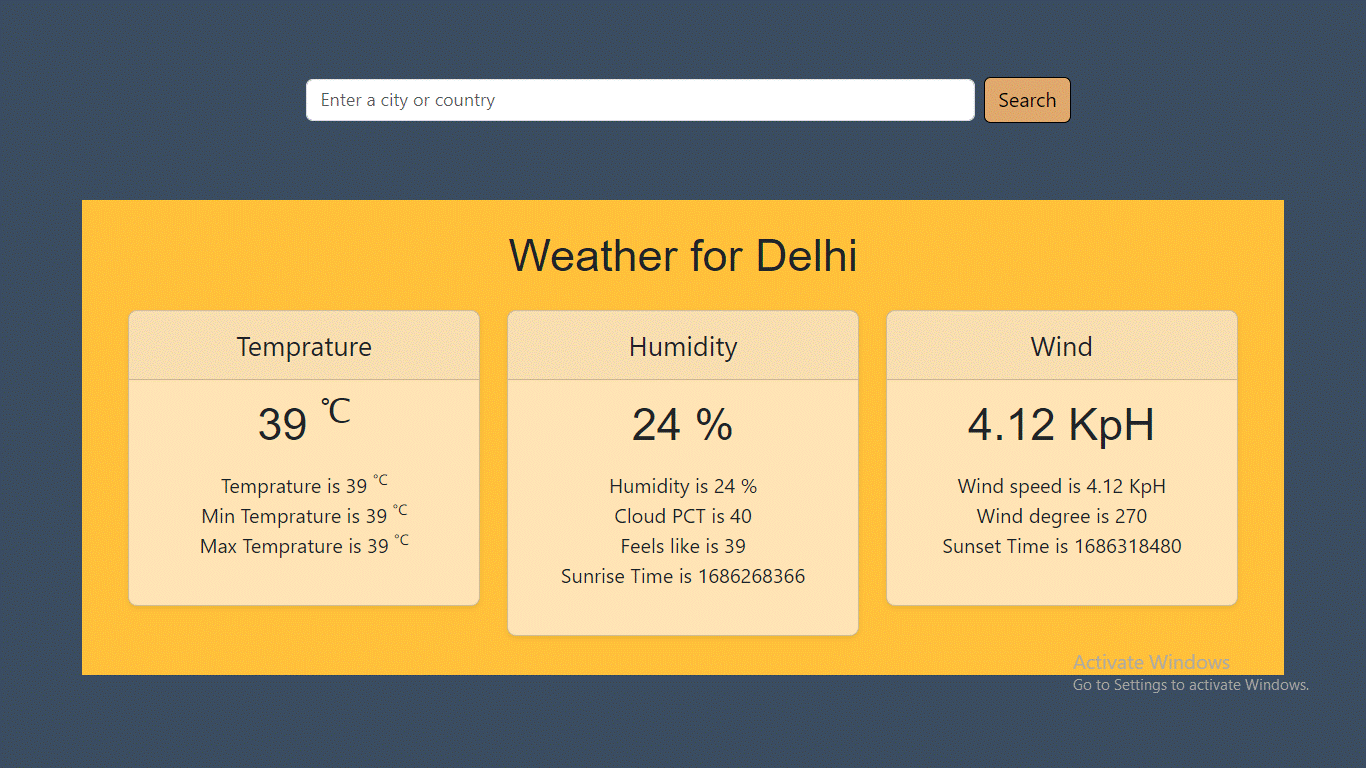 Enter a city or country
Search
Weather for Delhi
Temprature
39 °C
Temprature is 39 °C
Min Temprature is 39 °C
Max Temprature is 39 °C
Humidity
24 %
Humidity is 24 %
Cloud PCT is 40
Feels like is 39
Sunrise Time is 1686268366
Wind
4.12 KpH
Wind speed is 4.12 KpH
Wind degree is 270
Sunset Time is 1686318480
Activate Windows
Go to Settings to activate Windows.